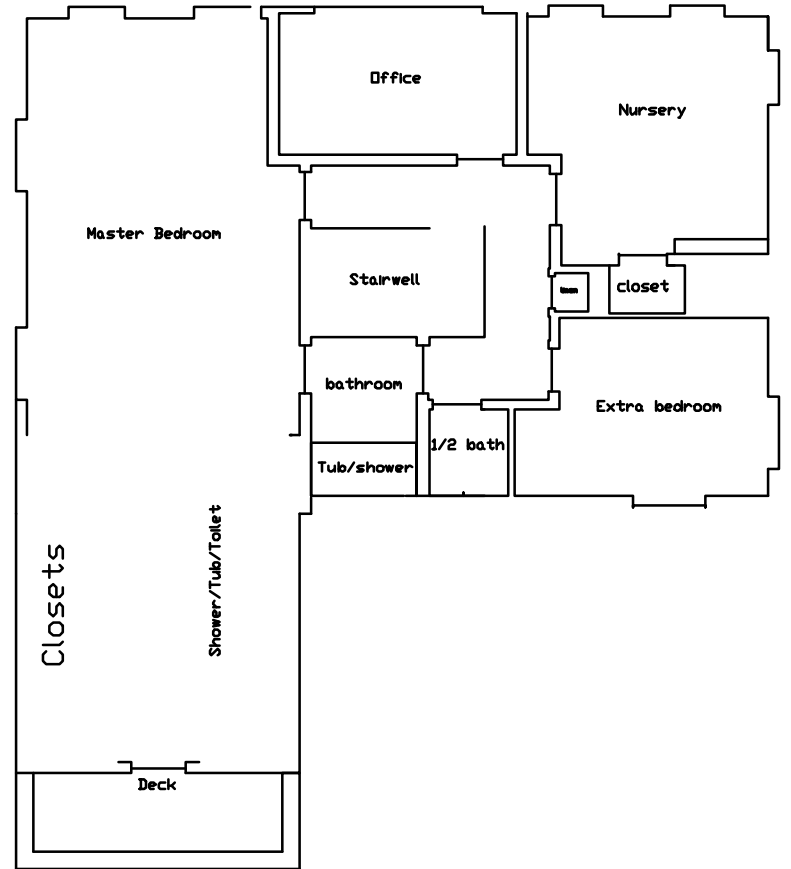 Office
Nursery
Master Bedroom
Stairwell
closet
bathroom
Extra bedroom
1/2 bath
Tub/shower
Closets
Shower/Tub/Toilet
Deck